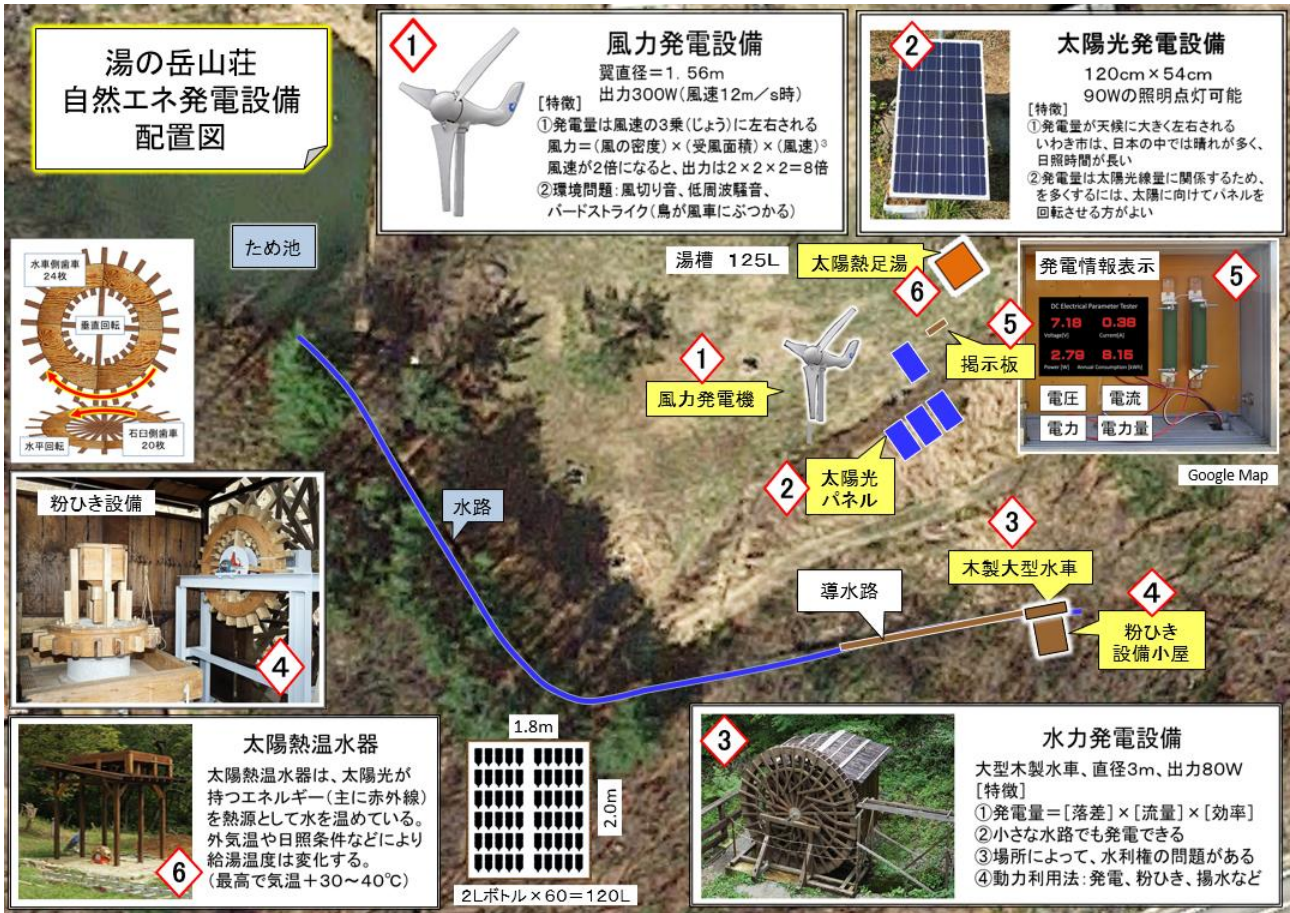 湯の岳山荘
自然エネ発電設備
配置図
1
風力発電設備
翼直径＝1．56m
出力300W(風速12m／s時)
[特徴]
①発電量は風速の3乗(じょう)に左右される
風力＝(風の密度)×(受風面積)×(風速)³
風速が2倍になると、出力は2×2×2＝8倍
②環境問題：風切り音、低周波騒音、
バードストライク(鳥が風車にぶつかる)
2
太陽光発電設備
120cm×54cm
90Wの照明点灯可能
[特徴]
①発電量が天候に大きく左右される
いわき市は、日本の中では晴れが多く、
日照時間が長い
②発電量は太陽光線量に関係するため、
を多くするには、太陽に向けてパネルを
回転させる方がよい
ため池
水車側歯車
24枚
垂直回転
水平回転
石臼側歯車
20枚
湯槽 125L
太陽熱足湯
6
5
掲示板
1
風力発電機
2
太陽光
パネル
発電情報表示
5
DC Electrical Parameter Tester
7.18
0.38
Voltage[V]
Current[A]
2.79
8.15
Power [W]
Annual Consumption [kWh]
電圧
電流
電力
電力量
Google Map
粉ひき設備
4
水路
導水路
3
木製大型水車
4
粉ひき
設備小屋
太陽熱温水器
太陽熱温水器は、太陽光が
持つエネルギー(主に赤外線)
を熱源として水を温めている。
外気温や日照条件などにより
給湯温度は変化する。
(最高で気温＋30～40℃)
6
1.8m
2.0m
2Lボトル×60＝120L
3
水力発電設備
大型木製水車、直径3m、出力80W
[特徴]
①発電量＝[落差]×[流量]×[効率]
②小さな水路でも発電できる
③場所によって、水利権の問題がある
④動力利用法：発電、粉ひき、揚水など